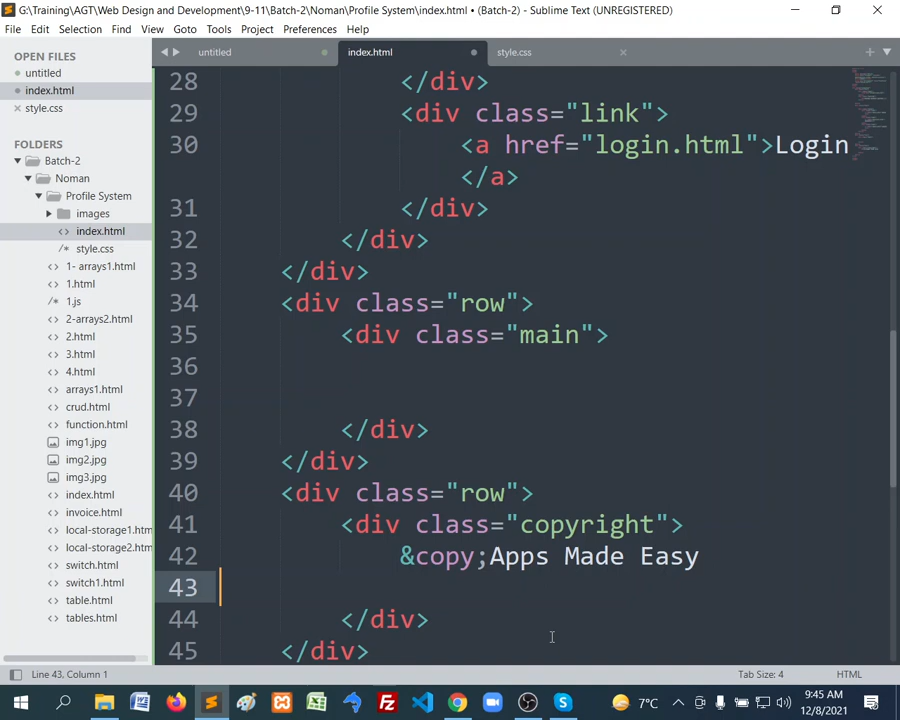 G:\Training\AGT\Web Design and Development\9-11\Batch-2\Noman\Profile System\index.html • (Batch-2) - Sublime Text (UNREGISTERED)
File Edit Selection Find View Goto Tools Project Preferences Help
OPEN FILES
untitled
index.html
style.css
FOLDERS
Batch-2
Noman
Profile System
images
index.html
/* style.css
<> 1- arrays1.html
<> 1.html
/* 1.js
<> 2-arrays2.html
<> 2.html
<> 3.html
<> 4.html
<> arrays1.html
<> crud.html
<> function.html
img1.jpg
img2.jpg
img3.jpg
<> index.html
<> invoice.html
<> local-storage1.htm
<> local-storage2.htm
<> switch.html
<> switch1.html
<> table.html
<> tables.html
untitled index.html style.css
28 </div>
29 <div class="link">
30 <a href="login.html">Login
</a>
31 </div>
32 </div>
33 </div>
34 <div class="row">
35 <div class="main">
36
37
38 </div>
39 </div>
40 <div class="row">
41 <div class="copyright">
42 &copy;Apps Made Easy
43
44 </div>
45 </div>
Line 43, Column 1 Tab Size: 4 HTML
7°C 9:45 AM
12/8/2021